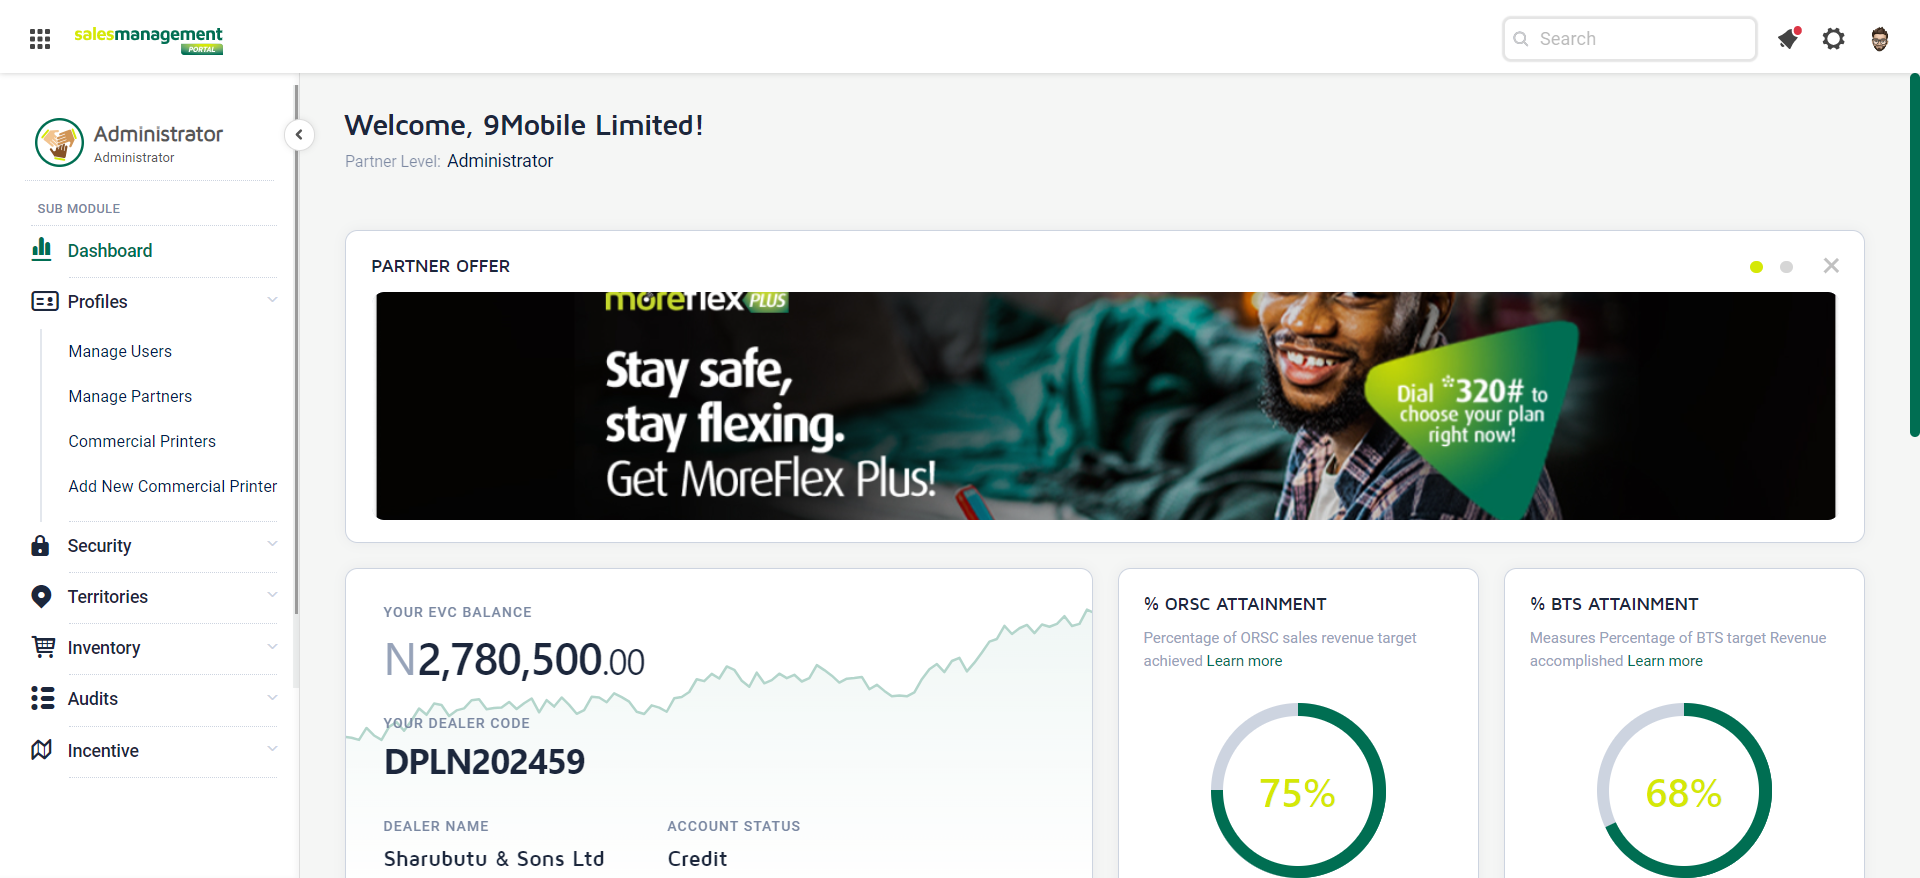 salesmanagement
PORTAL
Search
Administrator
Administrator
SUB MODULE
Dashboard
Profiles
Manage Users
Manage Partners
Commercial Printers
Add New Commercial Printer
Security
Territories
Inventory
Audits
Incentive
Welcome, 9Mobile Limited!
Partner Level: Administrator
PARTNER OFFER
moreflex PLUS
Stay safe,
stay flexing.
Get MoreFlex Plus!
Dial *320# to
choose your plan
right now!
YOUR EVC BALANCE
N2,780,500.00
YOUR DEALER CODE
DPLN202459
DEALER NAME
Sharubutu & Sons Ltd
ACCOUNT STATUS
Credit
% ORSC ATTAINMENT
Percentage of ORSC sales revenue target
achieved Learn more
75%
% BTS ATTAINMENT
Measures Percentage of BTS target Revenue
accomplished Learn more
68%